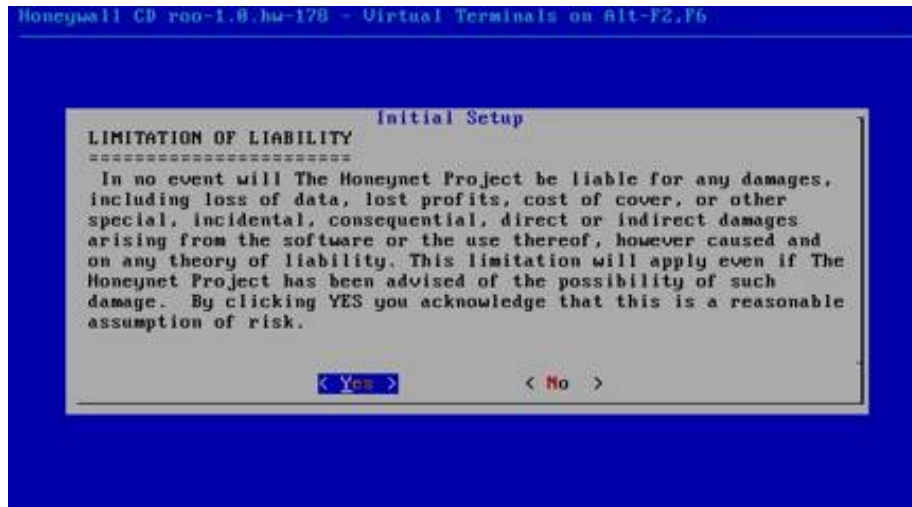 Honeywall CD roo-1.0.hw-178 - Virtual Terminals on Alt-F2,F6
Initial Setup
LIMITATION OF LIABILITY
========================
In no event will The Honeynet Project be liable for any damages,
including loss of data, lost profits, cost of cover, or other
special, incidental, consequential, direct or indirect damages
arising from the software or the use thereof, however caused and
on any theory of liability. This limitation will apply even if The
Honeynet Project has been advised of the possibility of such
damage.  By clicking YES you acknowledge that this is a reasonable
assumption of risk.
< Yes > < No >